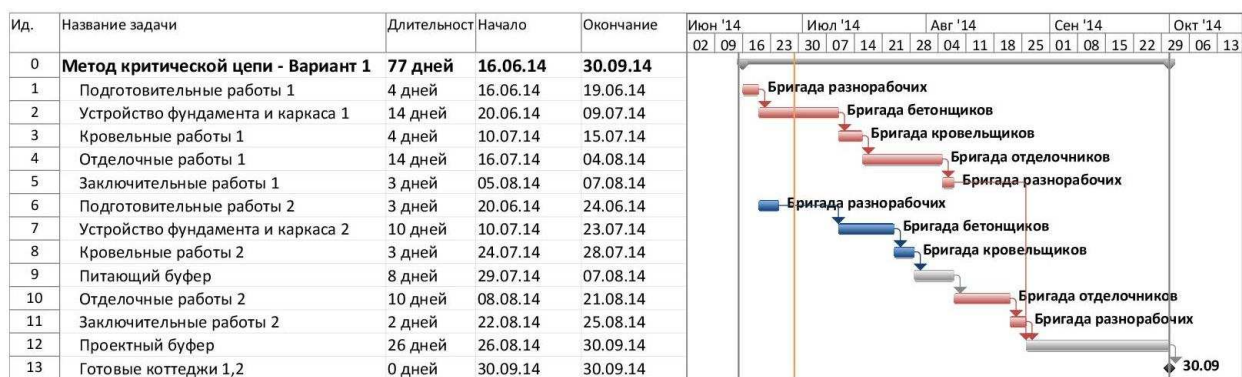 Ид. Название задачи Длительност Начало Окончание Июн '14 Июл '14 Авг '14 Сен '14 Окт '14
02 09 16 23 30 07 14 21 28 04 11 18 25 01 08 15 22 29 06 13
0 Метод критической цепи - Вариант 1 77 дней 16.06.14 30.09.14
1 Подготовительные работы 1 4 дней 16.06.14 19.06.14 Бригада разнорабочих
2 Устройство фундамента и каркаса 1 14 дней 20.06.14 09.07.14 Бригада бетонщиков
3 Кровельные работы 1 4 дней 10.07.14 15.07.14 Бригада кровельщиков
4 Отделочные работы 1 14 дней 16.07.14 04.08.14 Бригада отделочников
5 Заключительные работы 1 3 дней 05.08.14 07.08.14 Бригада разнорабочих
6 Подготовительные работы 2 3 дней 20.06.14 24.06.14 Бригада разнорабочих
7 Устройство фундамента и каркаса 2 10 дней 10.07.14 23.07.14 Бригада бетонщиков
8 Кровельные работы 2 3 дней 24.07.14 28.07.14 Бригада кровельщиков
9 Питающий буфер 8 дней 29.07.14 07.08.14
10 Отделочные работы 2 10 дней 08.08.14 21.08.14 Бригада отделочников
11 Заключительные работы 2 2 дней 22.08.14 25.08.14 Бригада разнорабочих
12 Проектный буфер 26 дней 26.08.14 30.09.14
13 Готовые коттеджи 1,2 0 дней 30.09.14 30.09.14 30.09